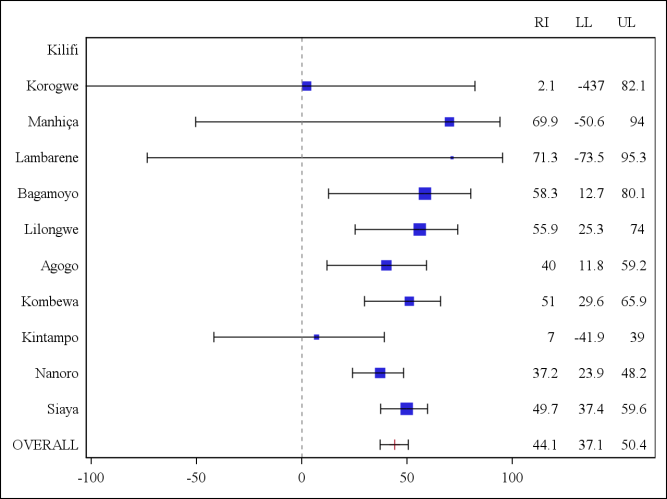 RI LL UL
Kilifi
Korogwe 2.1 -437 82.1
Manhiça 69.9 -50.6 94
Lambarene 71.3 -73.5 95.3
Bagamoyo 58.3 12.7 80.1
Lilongwe 55.9 25.3 74
Agogo 40 11.8 59.2
Kombewa 51 29.6 65.9
Kintampo 7 -41.9 39
Nanoro 37.2 23.9 48.2
Siaya 49.7 37.4 59.6
OVERALL 44.1 37.1 50.4
-100 -50 0 50 100